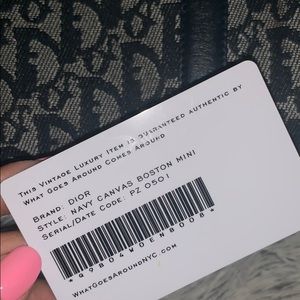 This Vintage Luxury Item is guaranteed authentic by
What Goes Around Comes Around
Brand: DIOR
Style: NAVY CANVAS BOSTON MINI
Serial/Date Code: PZ 0501
WhatGoesAroundNYC.com